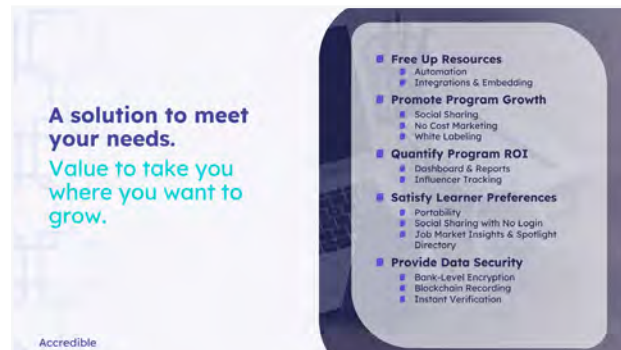 A solution to meet
your needs.
Value to take you
where you want to
grow.
Free Up Resources
Automation
Integrations & Embedding
Promote Program Growth
Social Sharing
No Cost Marketing
White Labeling
Quantify Program ROI
Dashboard & Reports
Influencer Tracking
Satisfy Learner Preferences
Portability
Social Sharing with No Login
Job Market Insights & Spotlight
Directory
Provide Data Security
Bank-Level Encryption
Blockchain Recording
Instant Verification
Accredible